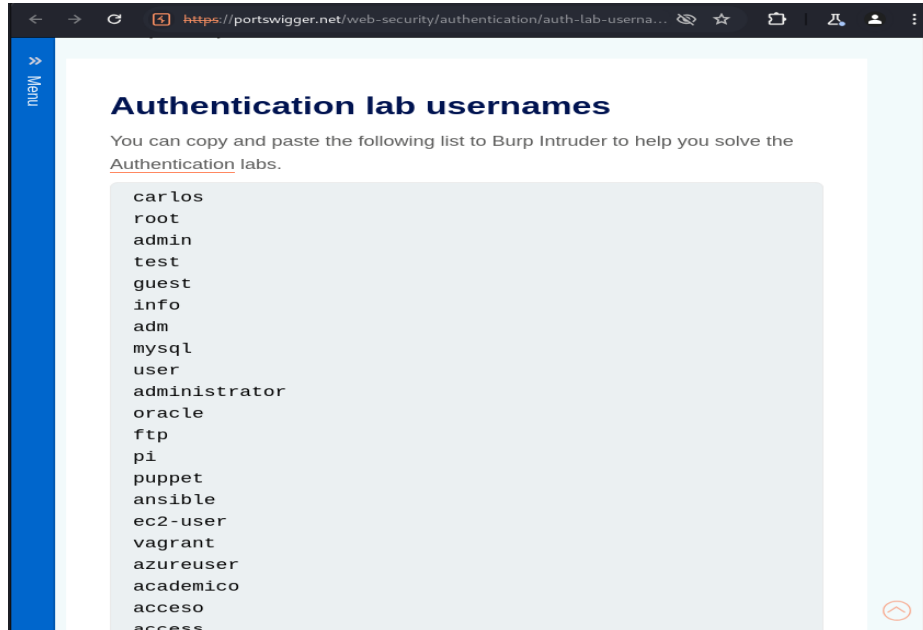 https://portswigger.net/web-security/authentication/auth-lab-userna...
Menu
Authentication lab usernames
You can copy and paste the following list to Burp Intruder to help you solve the
Authentication labs.
carlos
root
admin
test
guest
info
adm
mysql
user
administrator
oracle
ftp
pi
puppet
ansible
ec2-user
vagrant
azureuser
academico
acceso
access